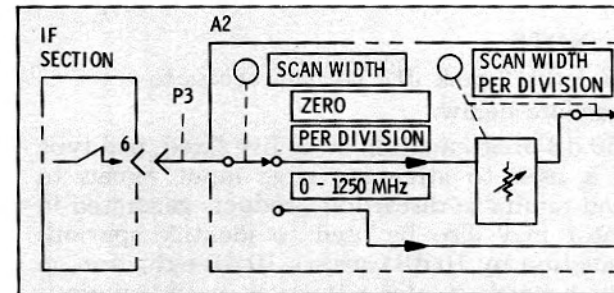 IF
SECTION
6
P3
A2
SCAN WIDTH
ZERO
PER DIVISION
0 - 1250 MHz
SCAN WIDTH
PER DIVISION